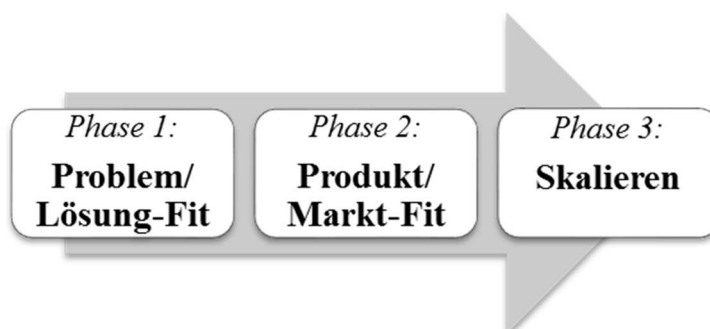 Phase 1:
Problem/
Lösung-Fit
Phase 2:
Produkt/
Markt-Fit
Phase 3:
Skalieren